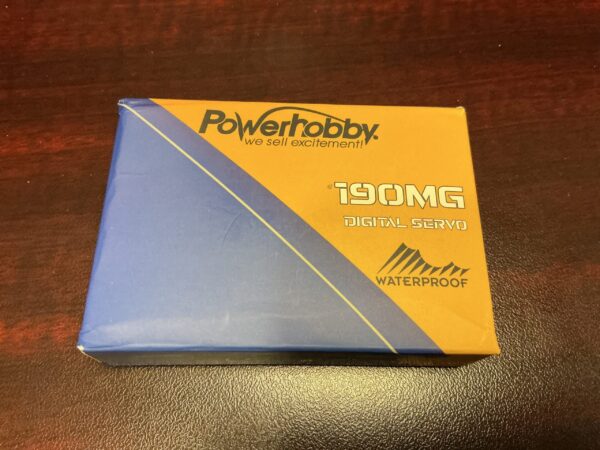 Powerhobby.
we sell excitement!
190MG
DIGITAL SERVO
WATERPROOF